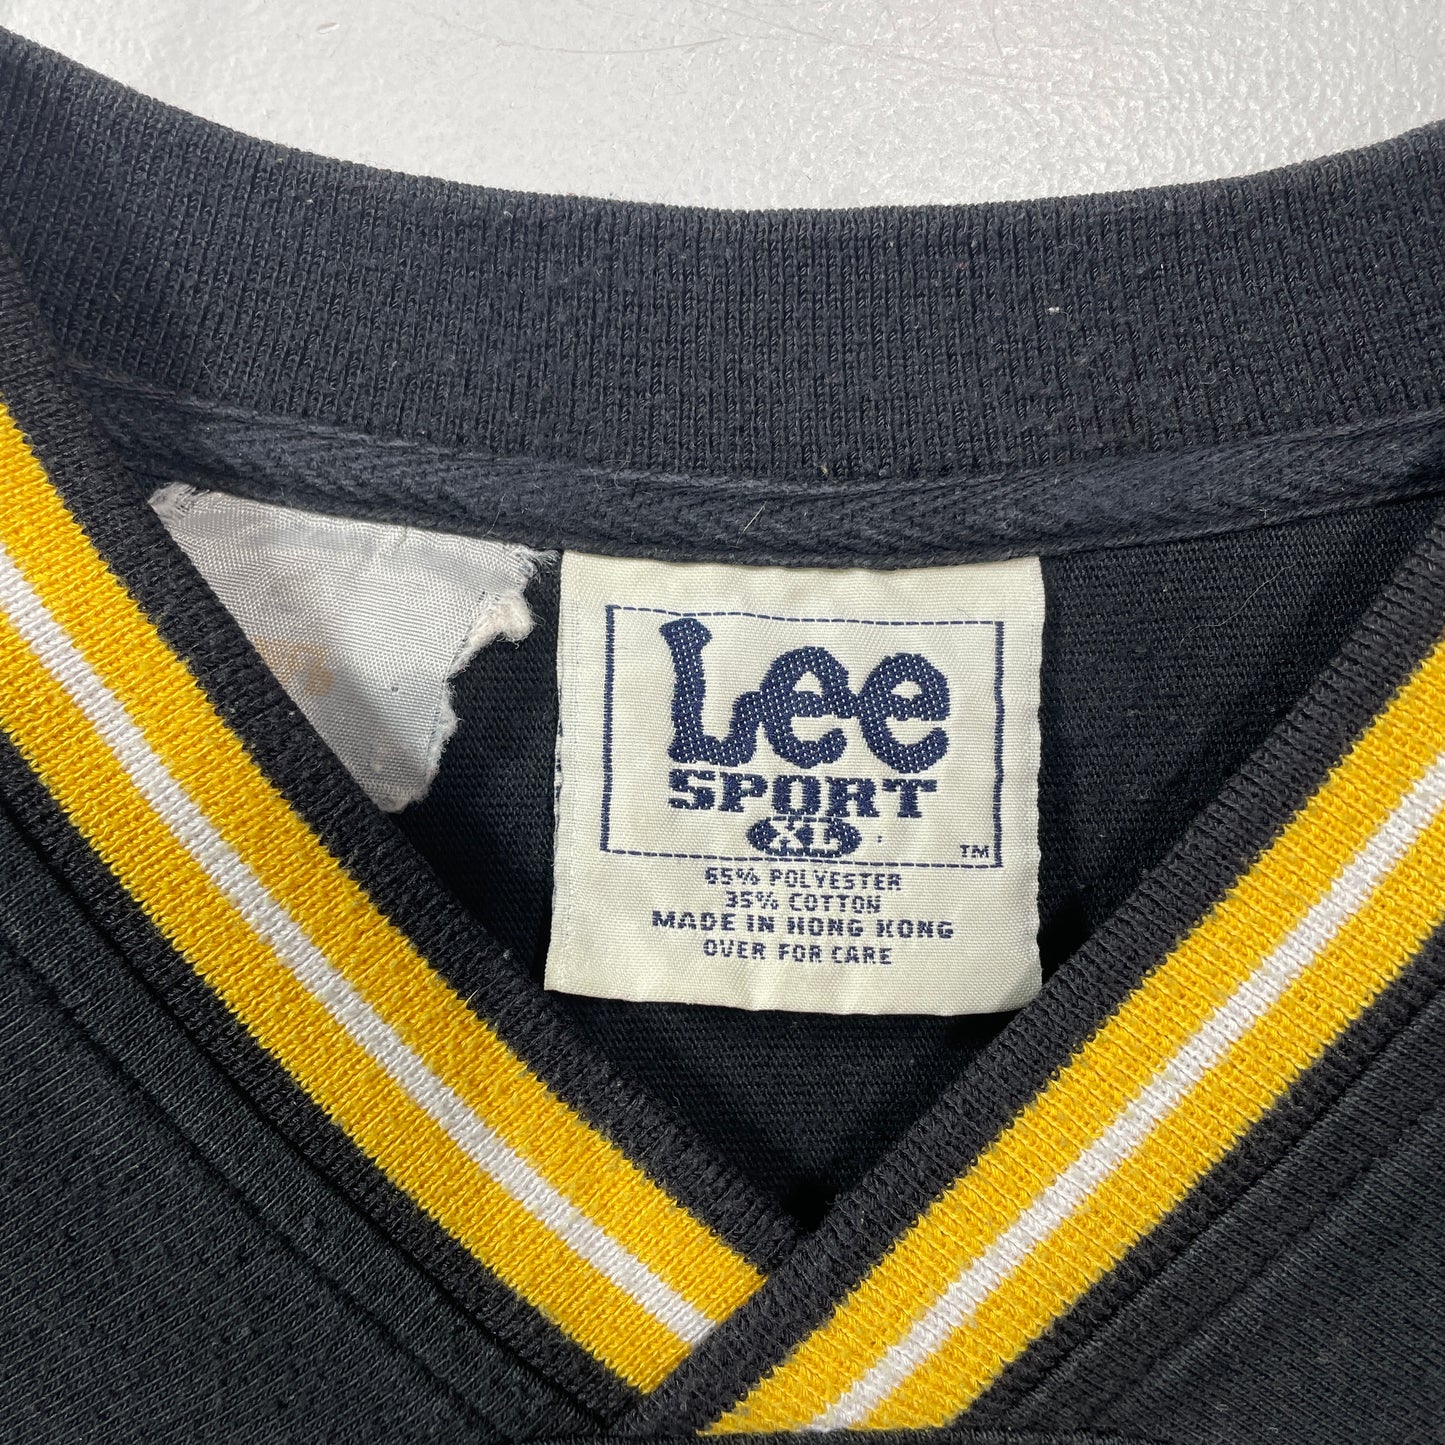 Lee
SPORT
XL
TM
65% POLYESTER
35% COTTON
MADE IN HONG KONG
OVER FOR CARE